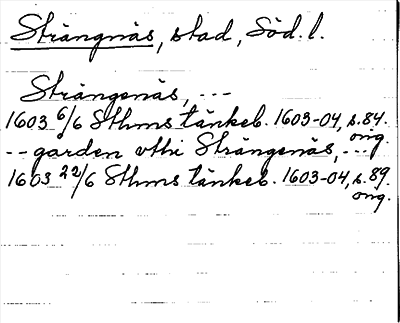 Strängnäs, stad, Söd. l.
Strängenäs, ---
1603 6/6 Sthms tänkeb. 1603-04, s. 84.
orig.
-- garden vthi Strängenäs, ---
1603 22/6 Sthms tänkeb. 1603-04, s. 89.
orig.